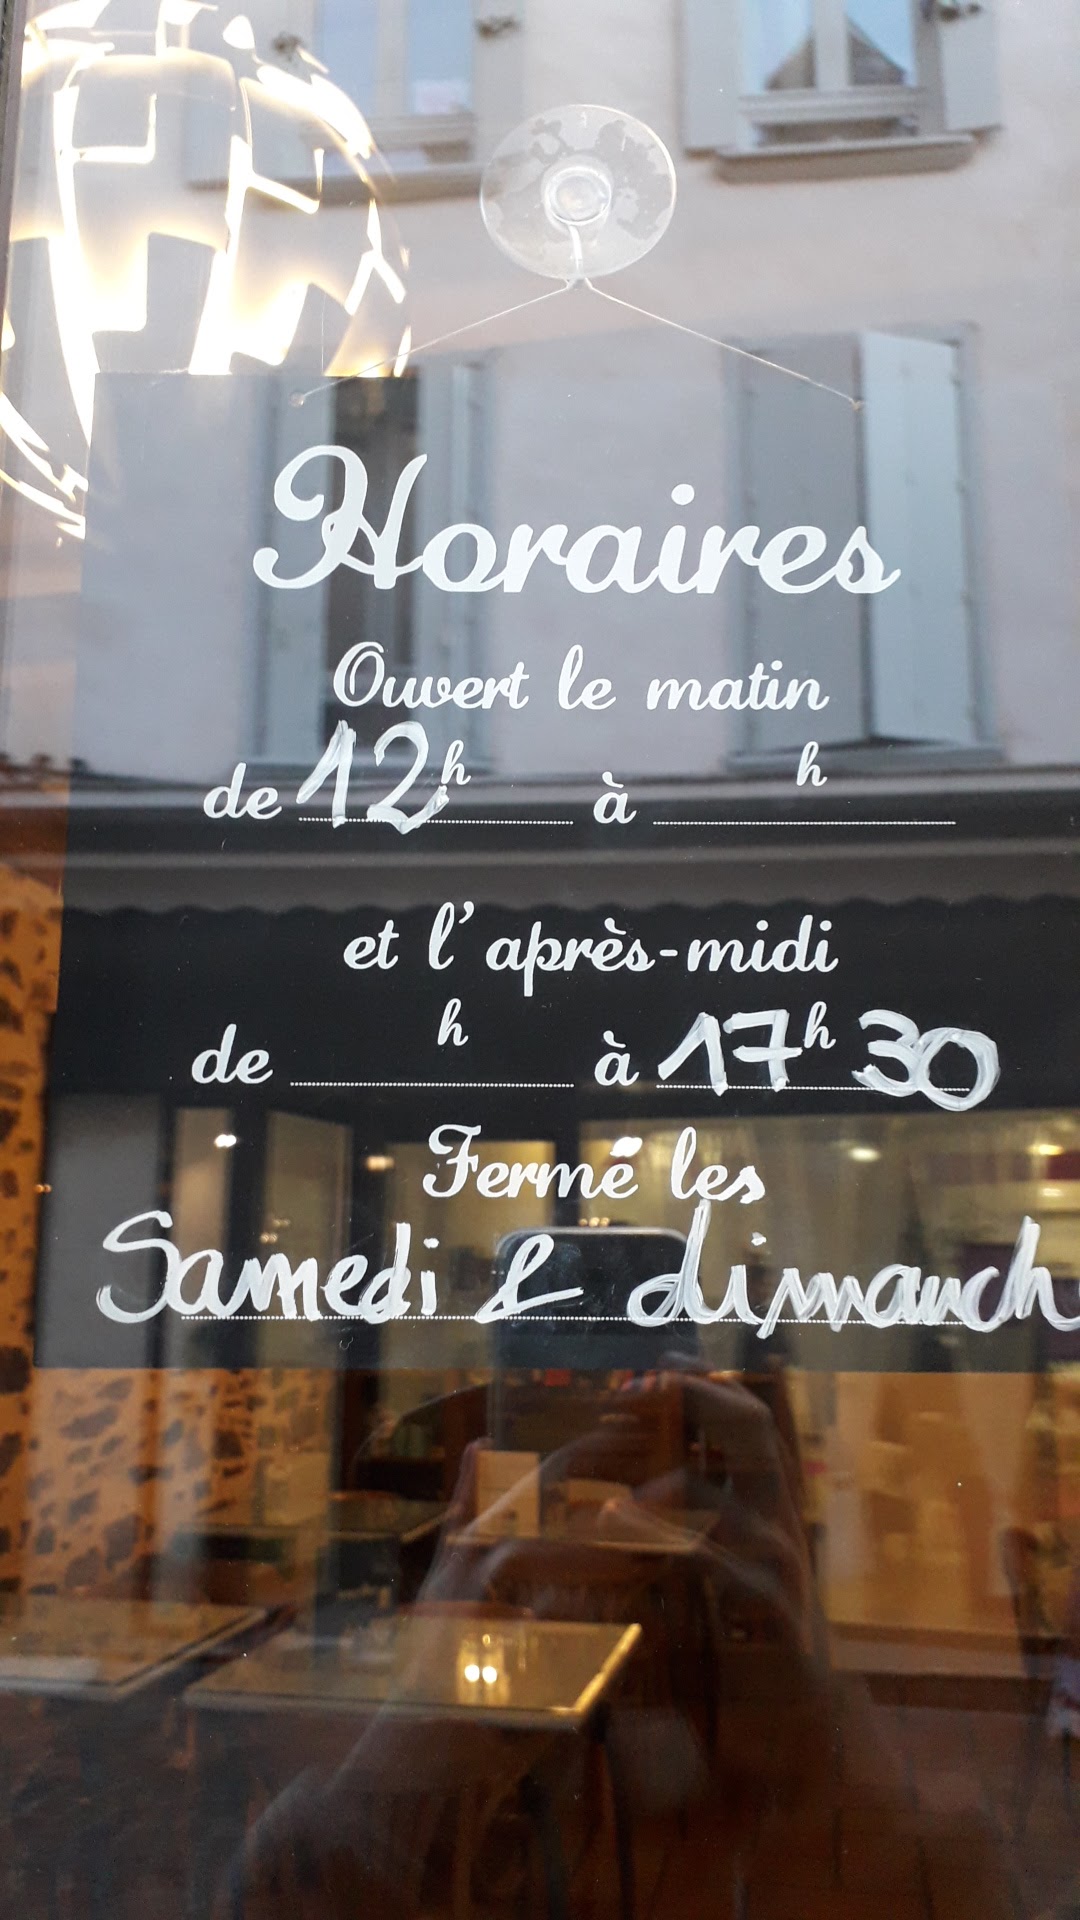 Horaires
Ouvert le matin
de 12h à h
et l'après-midi
de h à 17h30
Fermé les
Samedi & dimanch